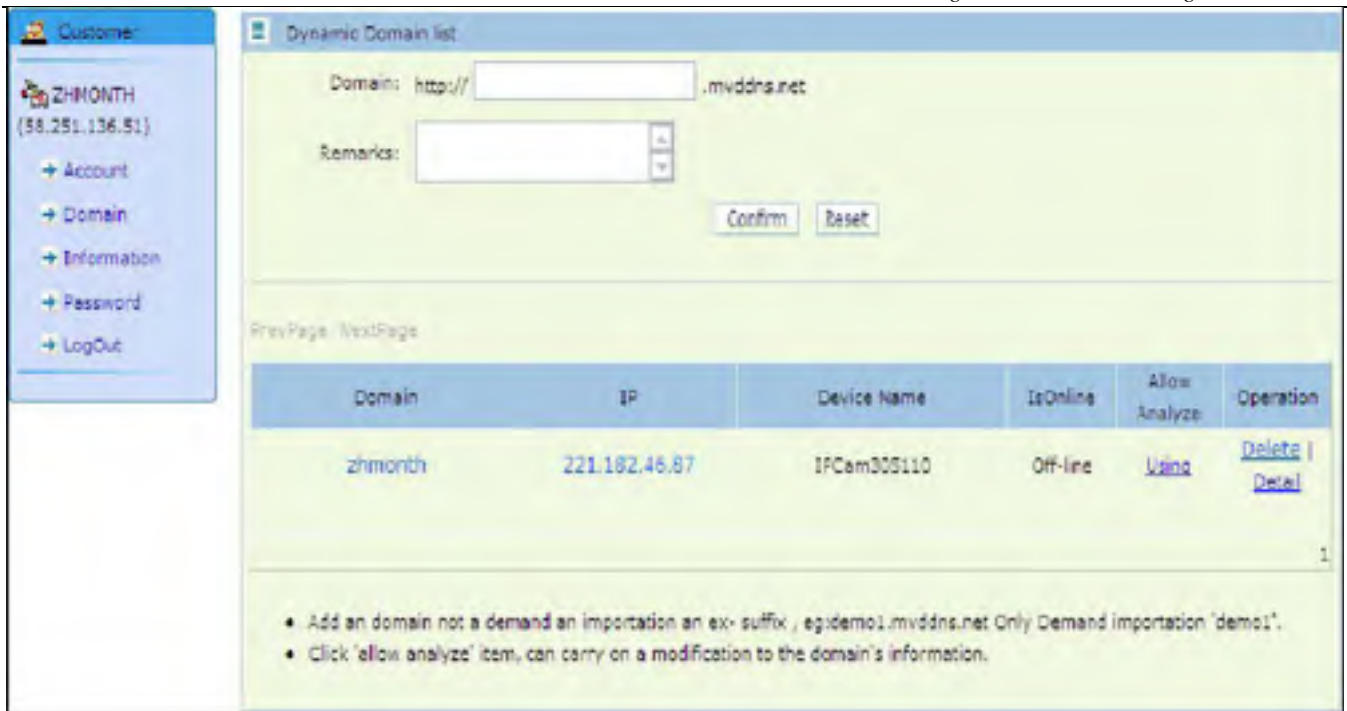 Customer
ZHMONTH
(58.251.136.51)
Account
Domain
Information
Password
LogOut
Dynamic Domain list
Domain: http:// .mvddns.net
Remarks:
Confirm Reset
PrevPage NextPage
Domain IP Device Name IsOnline Allow Analyze Operation
zhmonth 221.182.46.87 IPCam305110 Off-line Using Delete | Detail
1
• Add an domain not a demand an importation an ex- suffix , eg:demo1.mvddns.net Only Demand importation "demo1".
• Click "allow analyze" item, can carry on a modification to the domain's information.